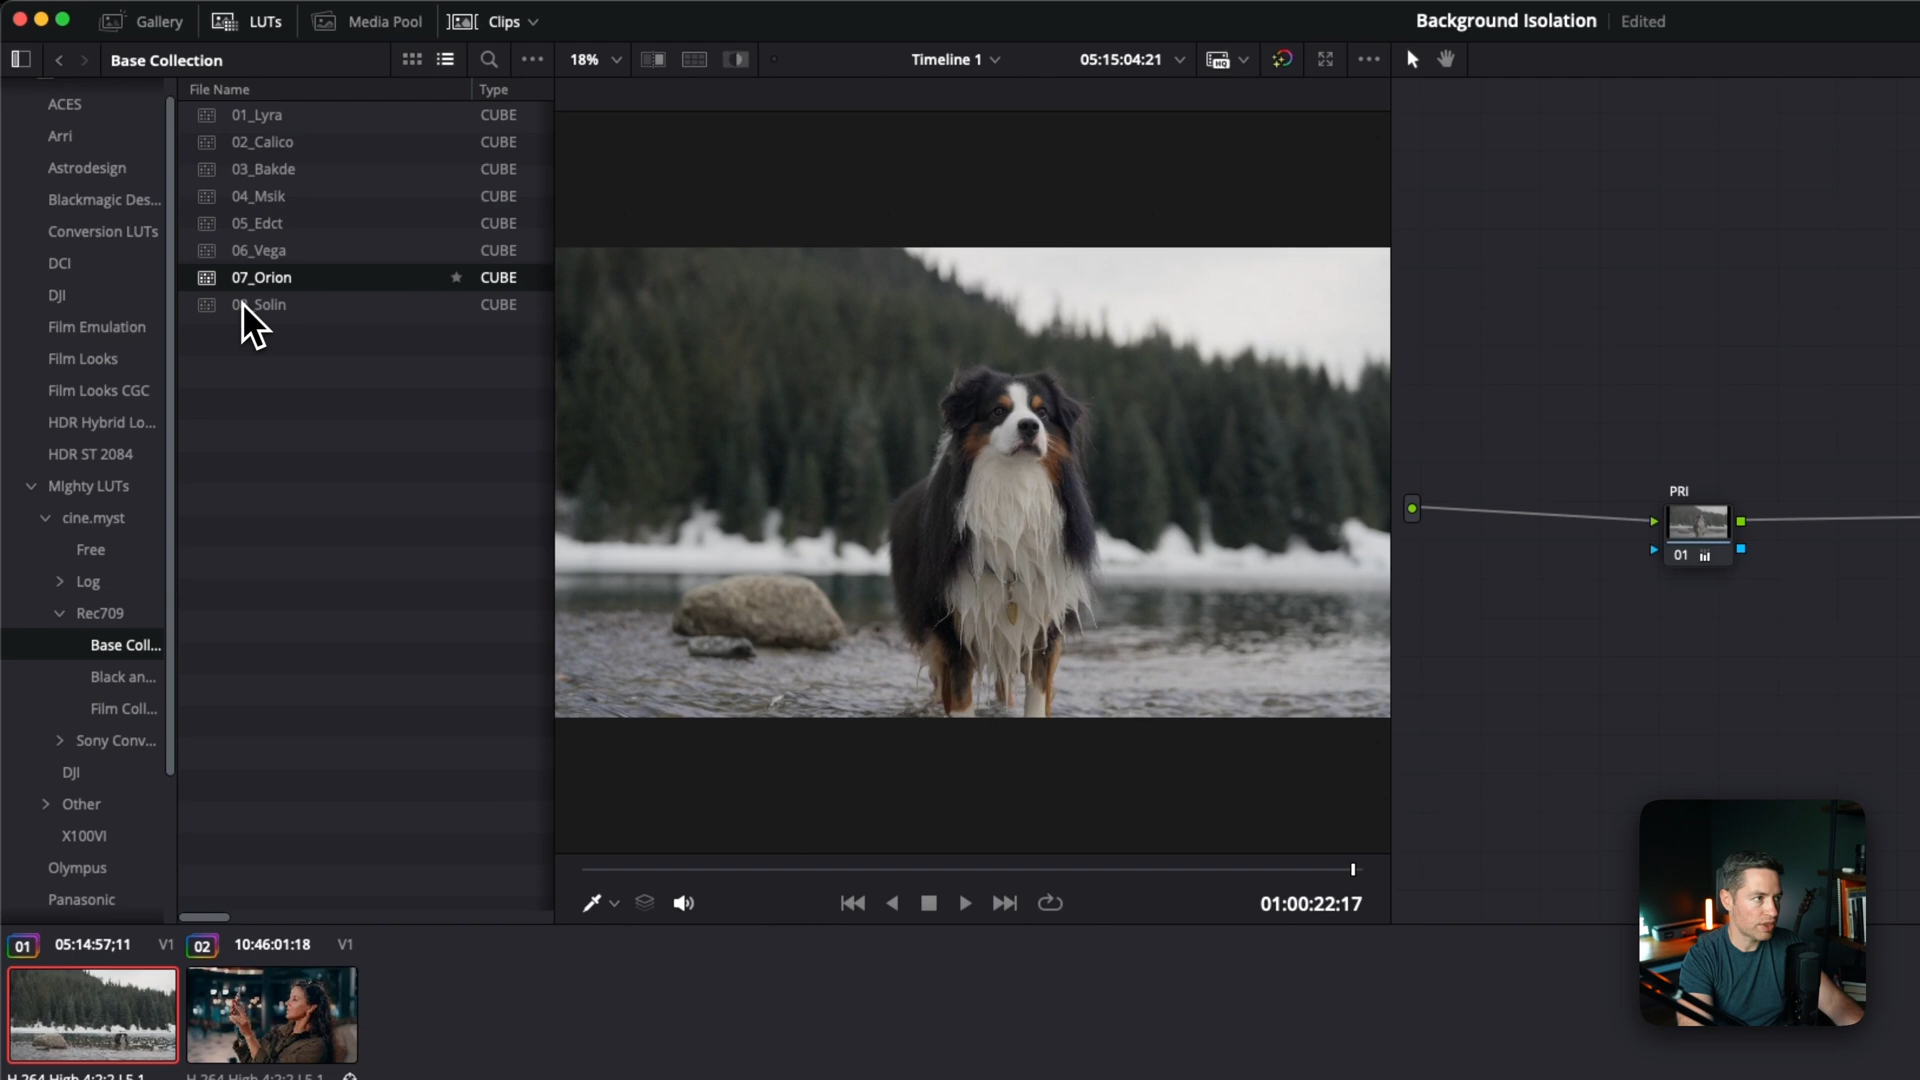 Gallery
LUTs
Media Pool
Clips
Background Isolation
Edited
Base Collection
18%
Timeline 1
05:15:04:21
File Name
Type
ACES
Arri
Astrodesign
Blackmagic Des...
Conversion LUTs
DCI
DJI
Film Emulation
Film Looks
Film Looks CGC
HDR Hybrid Lo...
HDR ST 2084
MIghty LUTs
cine.myst
Free
Log
Rec709
Base Coll...
Black an...
Film Coll...
Sony Conv...
DJI
Other
X100VI
Olympus
Panasonic
01_Lyra CUBE
02_Calico CUBE
03_Bakde CUBE
04_Msik CUBE
05_Edct CUBE
06_Vega CUBE
07_Orion CUBE
Solin CUBE
PRI
01
01:00:22:17
01 05:14:57;11 V1
02 10:46:01:18 V1